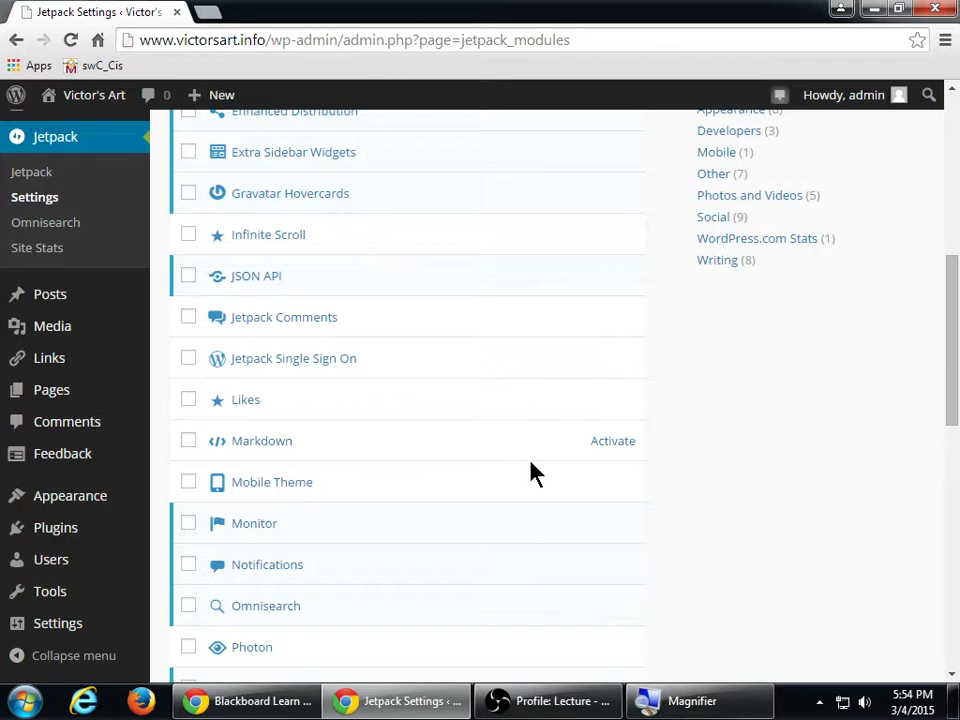 Jetpack Settings ‹ Victor's
www.victorsart.info/wp-admin/admin.php?page=jetpack_modules
Apps swC_Cis
Victor's Art 0 New Howdy, admin
Jetpack
Jetpack
Settings
Omnisearch
Site Stats
Posts
Media
Links
Pages
Comments
Feedback
Appearance
Plugins
Users
Tools
Settings
Collapse menu
Enhanced Distribution
Extra Sidebar Widgets
Gravatar Hovercards
Infinite Scroll
JSON API
Jetpack Comments
Jetpack Single Sign On
Likes
Markdown Activate
Mobile Theme
Monitor
Notifications
Omnisearch
Photon
Developers (3)
Mobile (1)
Other (7)
Photos and Videos (5)
Social (9)
WordPress.com Stats (1)
Writing (8)
Blackboard Learn ... Jetpack Settings ‹ ... Profile: Lecture - ... Magnifier
5:54 PM
3/4/2015